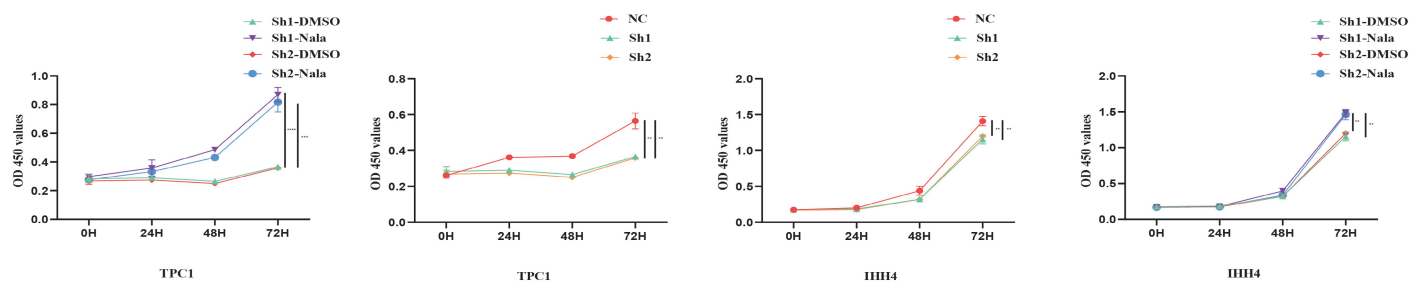 Sh1-DMSO
Sh1-Nala
Sh2-DMSO
Sh2-Nala
OD 450 values
1.0
0.8
0.6
0.4
0.2
0.0
0H 24H 48H 72H
TPC1
NC
Sh1
Sh2
OD 450 values
0.8
0.6
0.4
0.2
0.0
0H 24H 48H 72H
TPC1
NC
Sh1
Sh2
OD 450 values
2.0
1.5
1.0
0.5
0.0
0H 24H 48H 72H
IHH4
Sh1-DMSO
Sh1-Nala
Sh2-DMSO
Sh2-Nala
OD 450 values
2.0
1.5
1.0
0.5
0.0
0H 24H 48H 72H
IHH4